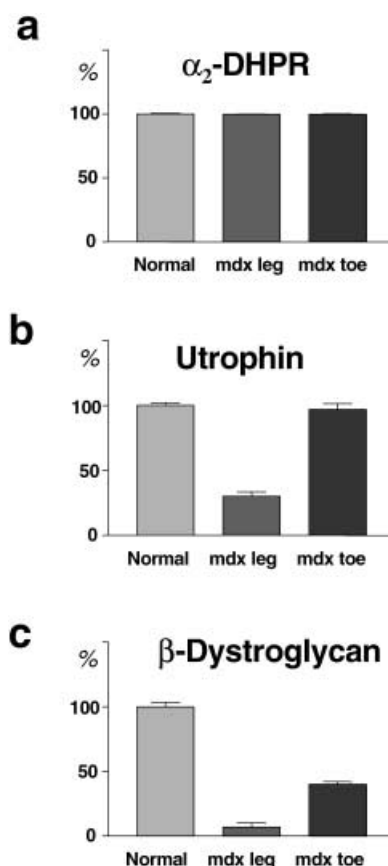 a
α₂-DHPR
%
100
50
0
Normal mdx leg mdx toe
b
Utrophin
%
100
50
0
Normal mdx leg mdx toe
c
β-Dystroglycan
%
100
50
0
Normal mdx leg mdx toe